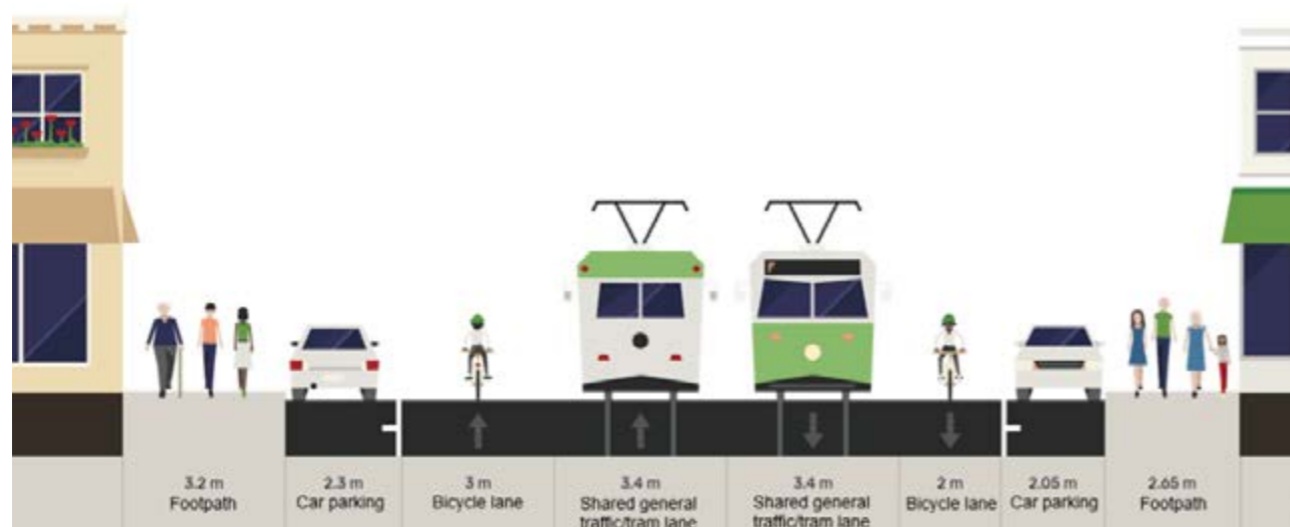 3.2 m
Footpath
2.3 m
Car parking
3 m
Bicycle lane
3.4 m
Shared general
traffic/tram lane
3.4 m
Shared general
traffic/tram lane
2 m
Bicycle lane
2.05 m
Car parking
2.65 m
Footpath